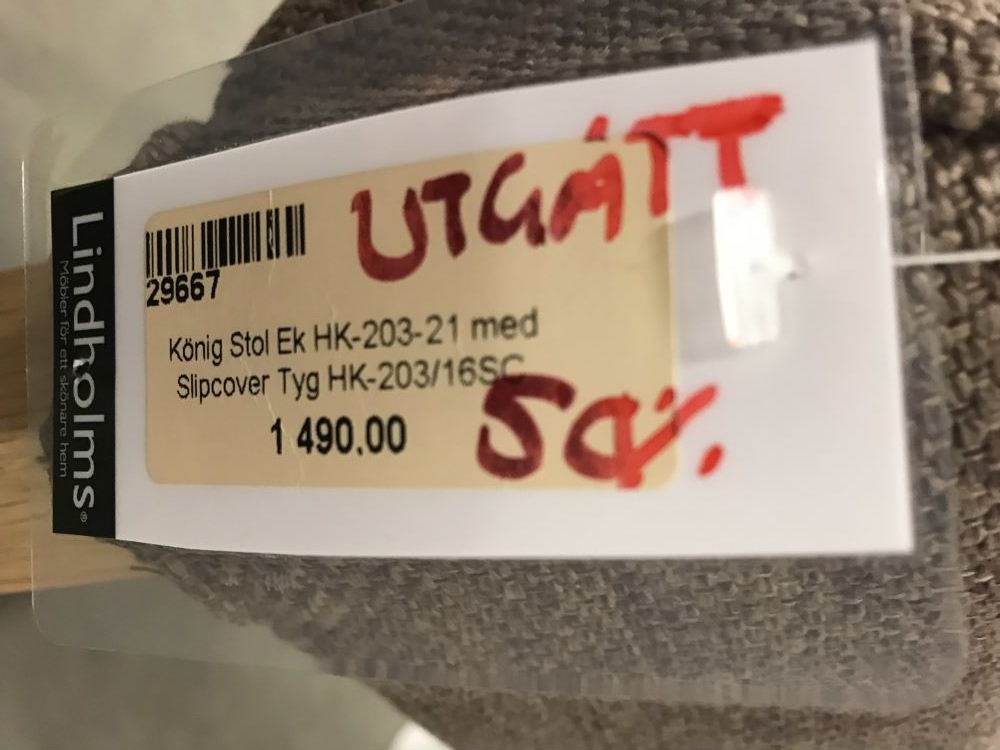 Lindholms®
Möbler för ett skönare hem
UTGÅTT
29667
König Stol Ek HK-203-21 med
Slipcover Tyg HK-203/16SC
1 490.00
50%.